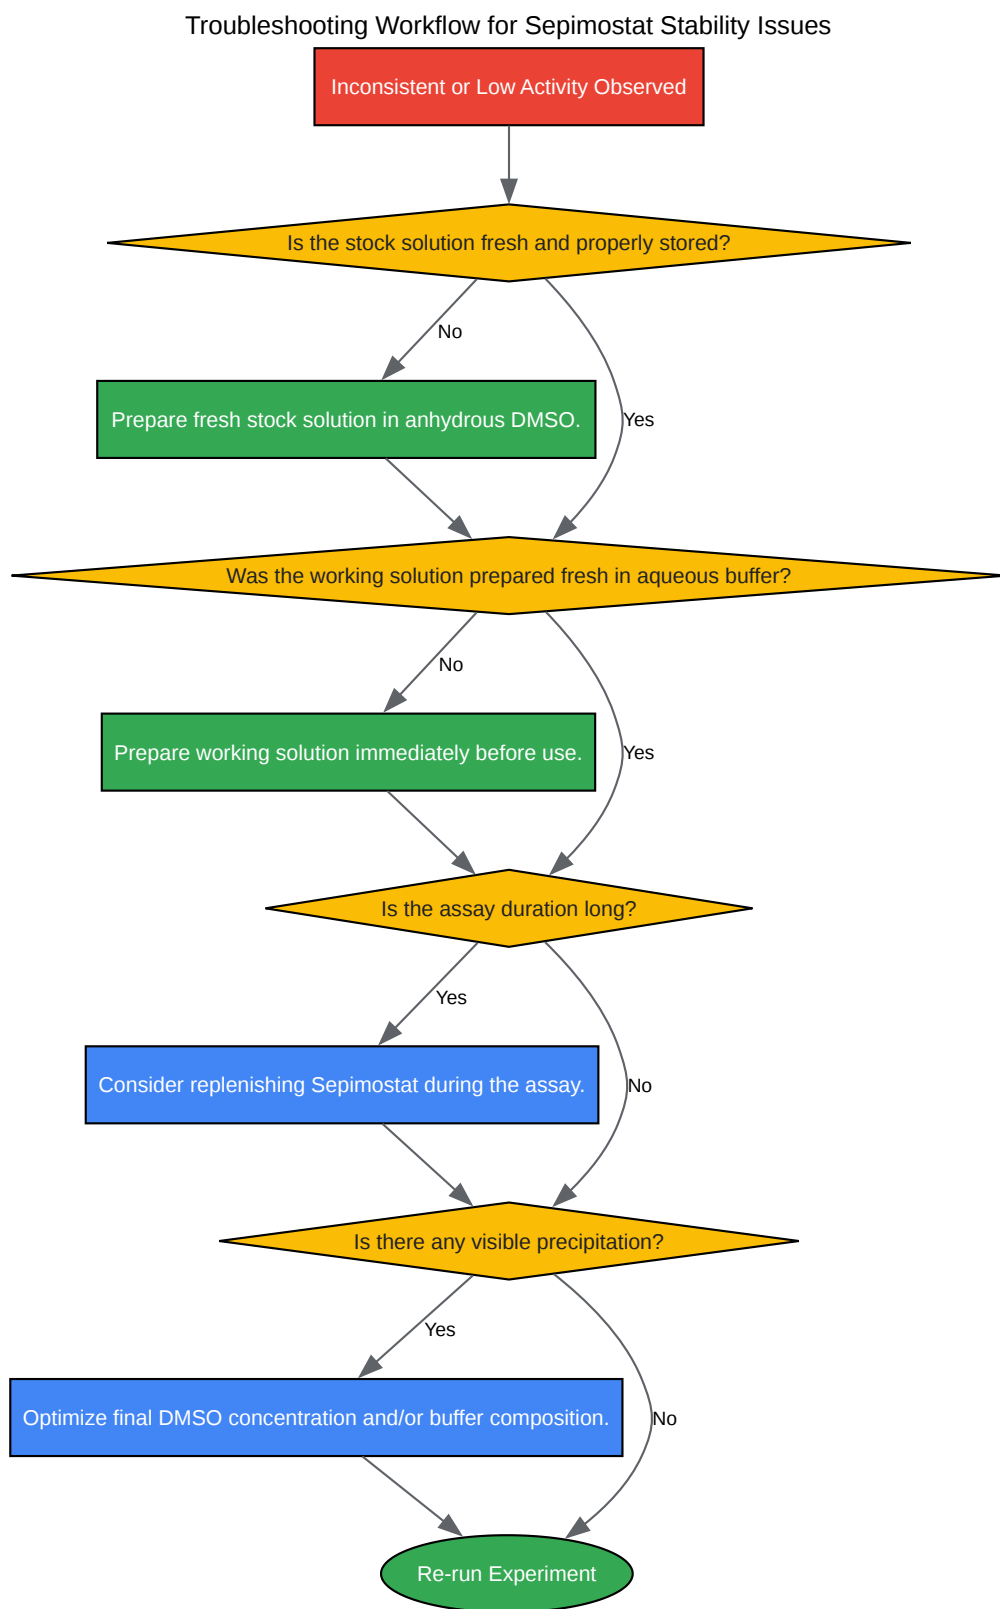 Troubleshooting Workflow for Sepimostat Stability Issues
Inconsistent or Low Activity Observed
Is the stock solution fresh and properly stored?
No
Prepare fresh stock solution in anhydrous DMSO.
Yes
Was the working solution prepared fresh in aqueous buffer?
No
Prepare working solution immediately before use.
Yes
Is the assay duration long?
Yes
Consider replenishing Sepimostat during the assay.
No
Is there any visible precipitation?
Yes
Optimize final DMSO concentration and/or buffer composition.
No
Re-run Experiment